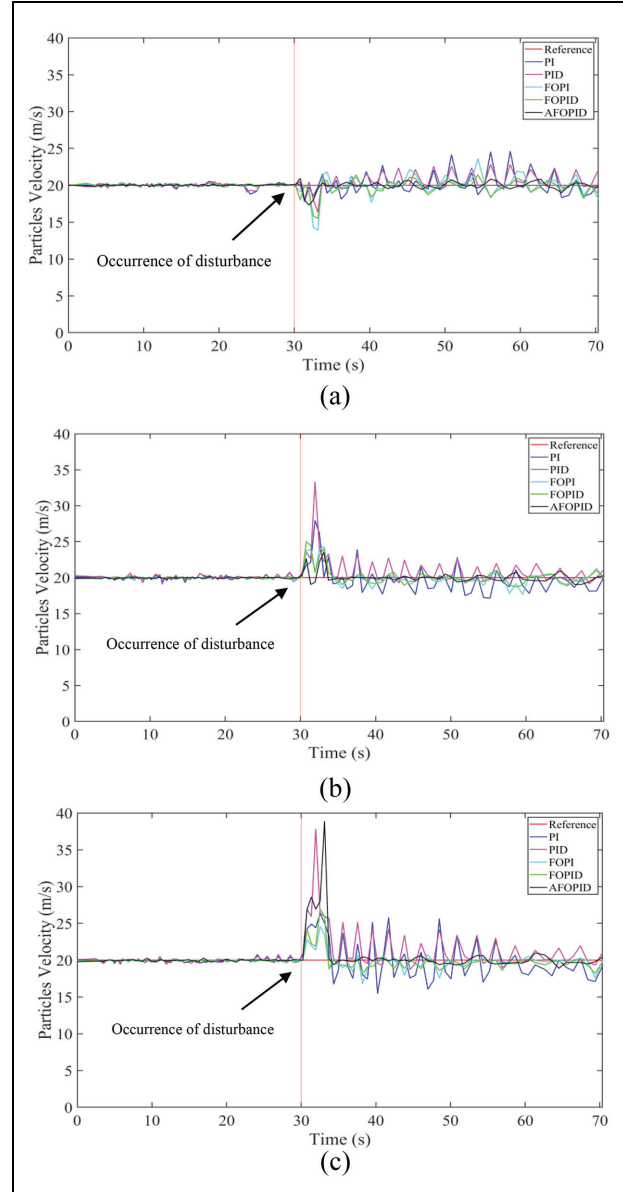 40
35
30
25
20
15
10
5
0
Particles Velocity (m/s)
Reference
PI
PID
FOPI
FOPID
AFOPID
Occurrence of disturbance
0 10 20 30 40 50 60 70
Time (s)
(a)
40
35
30
25
20
15
10
5
0
Particles Velocity (m/s)
Reference
PI
PID
FOPI
FOPID
AFOPID
Occurrence of disturbance
0 10 20 30 40 50 60 70
Time (s)
(b)
40
35
30
25
20
15
10
5
0
Particles Velocity (m/s)
Reference
PI
PID
FOPI
FOPID
AFOPID
Occurrence of disturbance
0 10 20 30 40 50 60 70
Time (s)
(c)